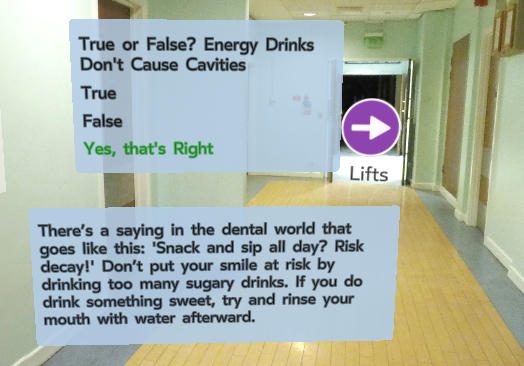 True or False? Energy Drinks
Don't Cause Cavities
True
False
Yes, that's Right
Lifts
There's a saying in the dental world that
goes like this: 'Snack and sip all day? Risk
decay!' Don't put your smile at risk by
drinking too many sugary drinks. If you do
drink something sweet, try and rinse your
mouth with water afterward.